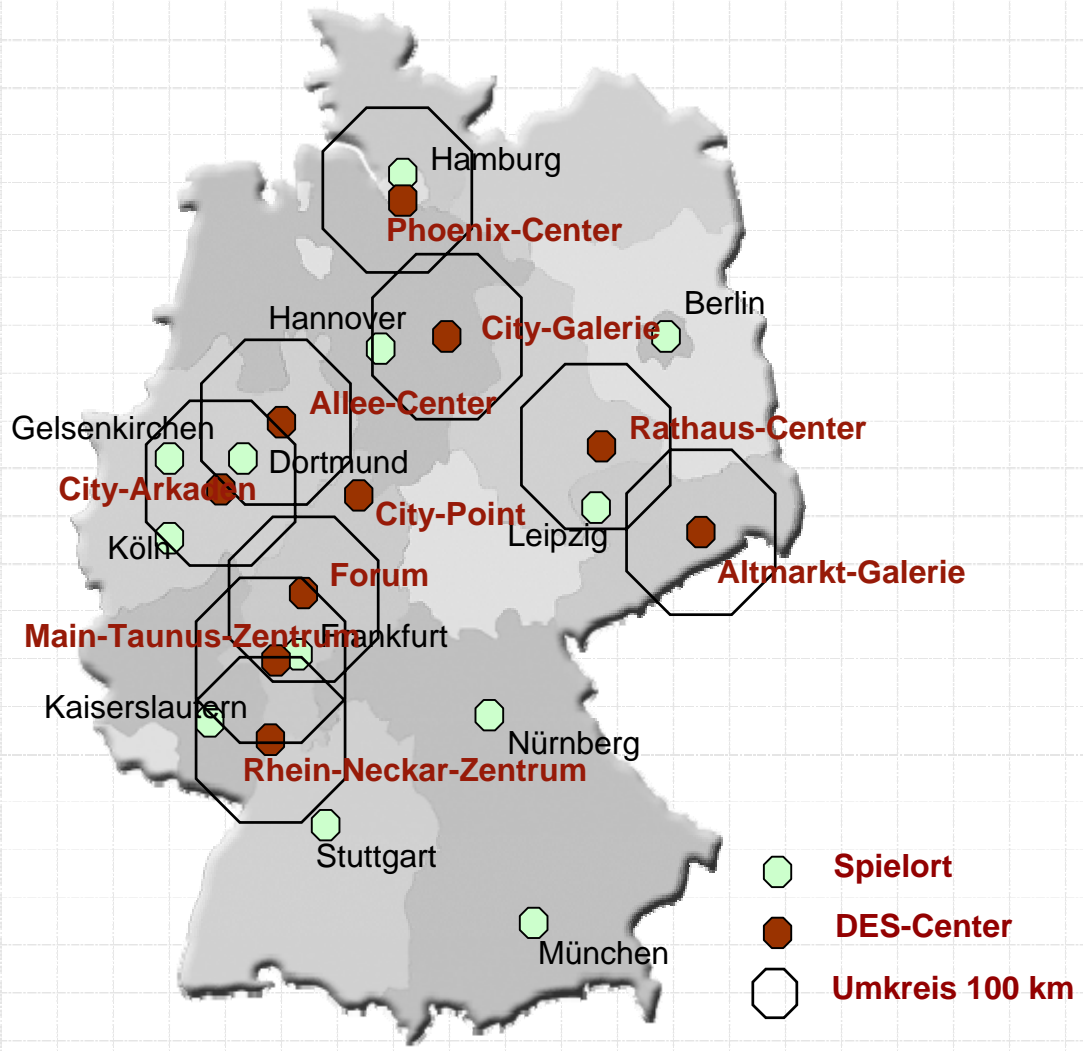 Hamburg
Phoenix-Center
Berlin
Hannover
City-Galerie
Allee-Center
Gelsenkirchen
Rathaus-Center
Dortmund
City-Arkaden
City-Point
Leipzig
Köln
Altmarkt-Galerie
Forum
Main-Taunus-Zentrum
Frankfurt
Kaiserslautern
Nürnberg
Rhein-Neckar-Zentrum
Stuttgart
München
Spielort
DES-Center
Umkreis 100 km